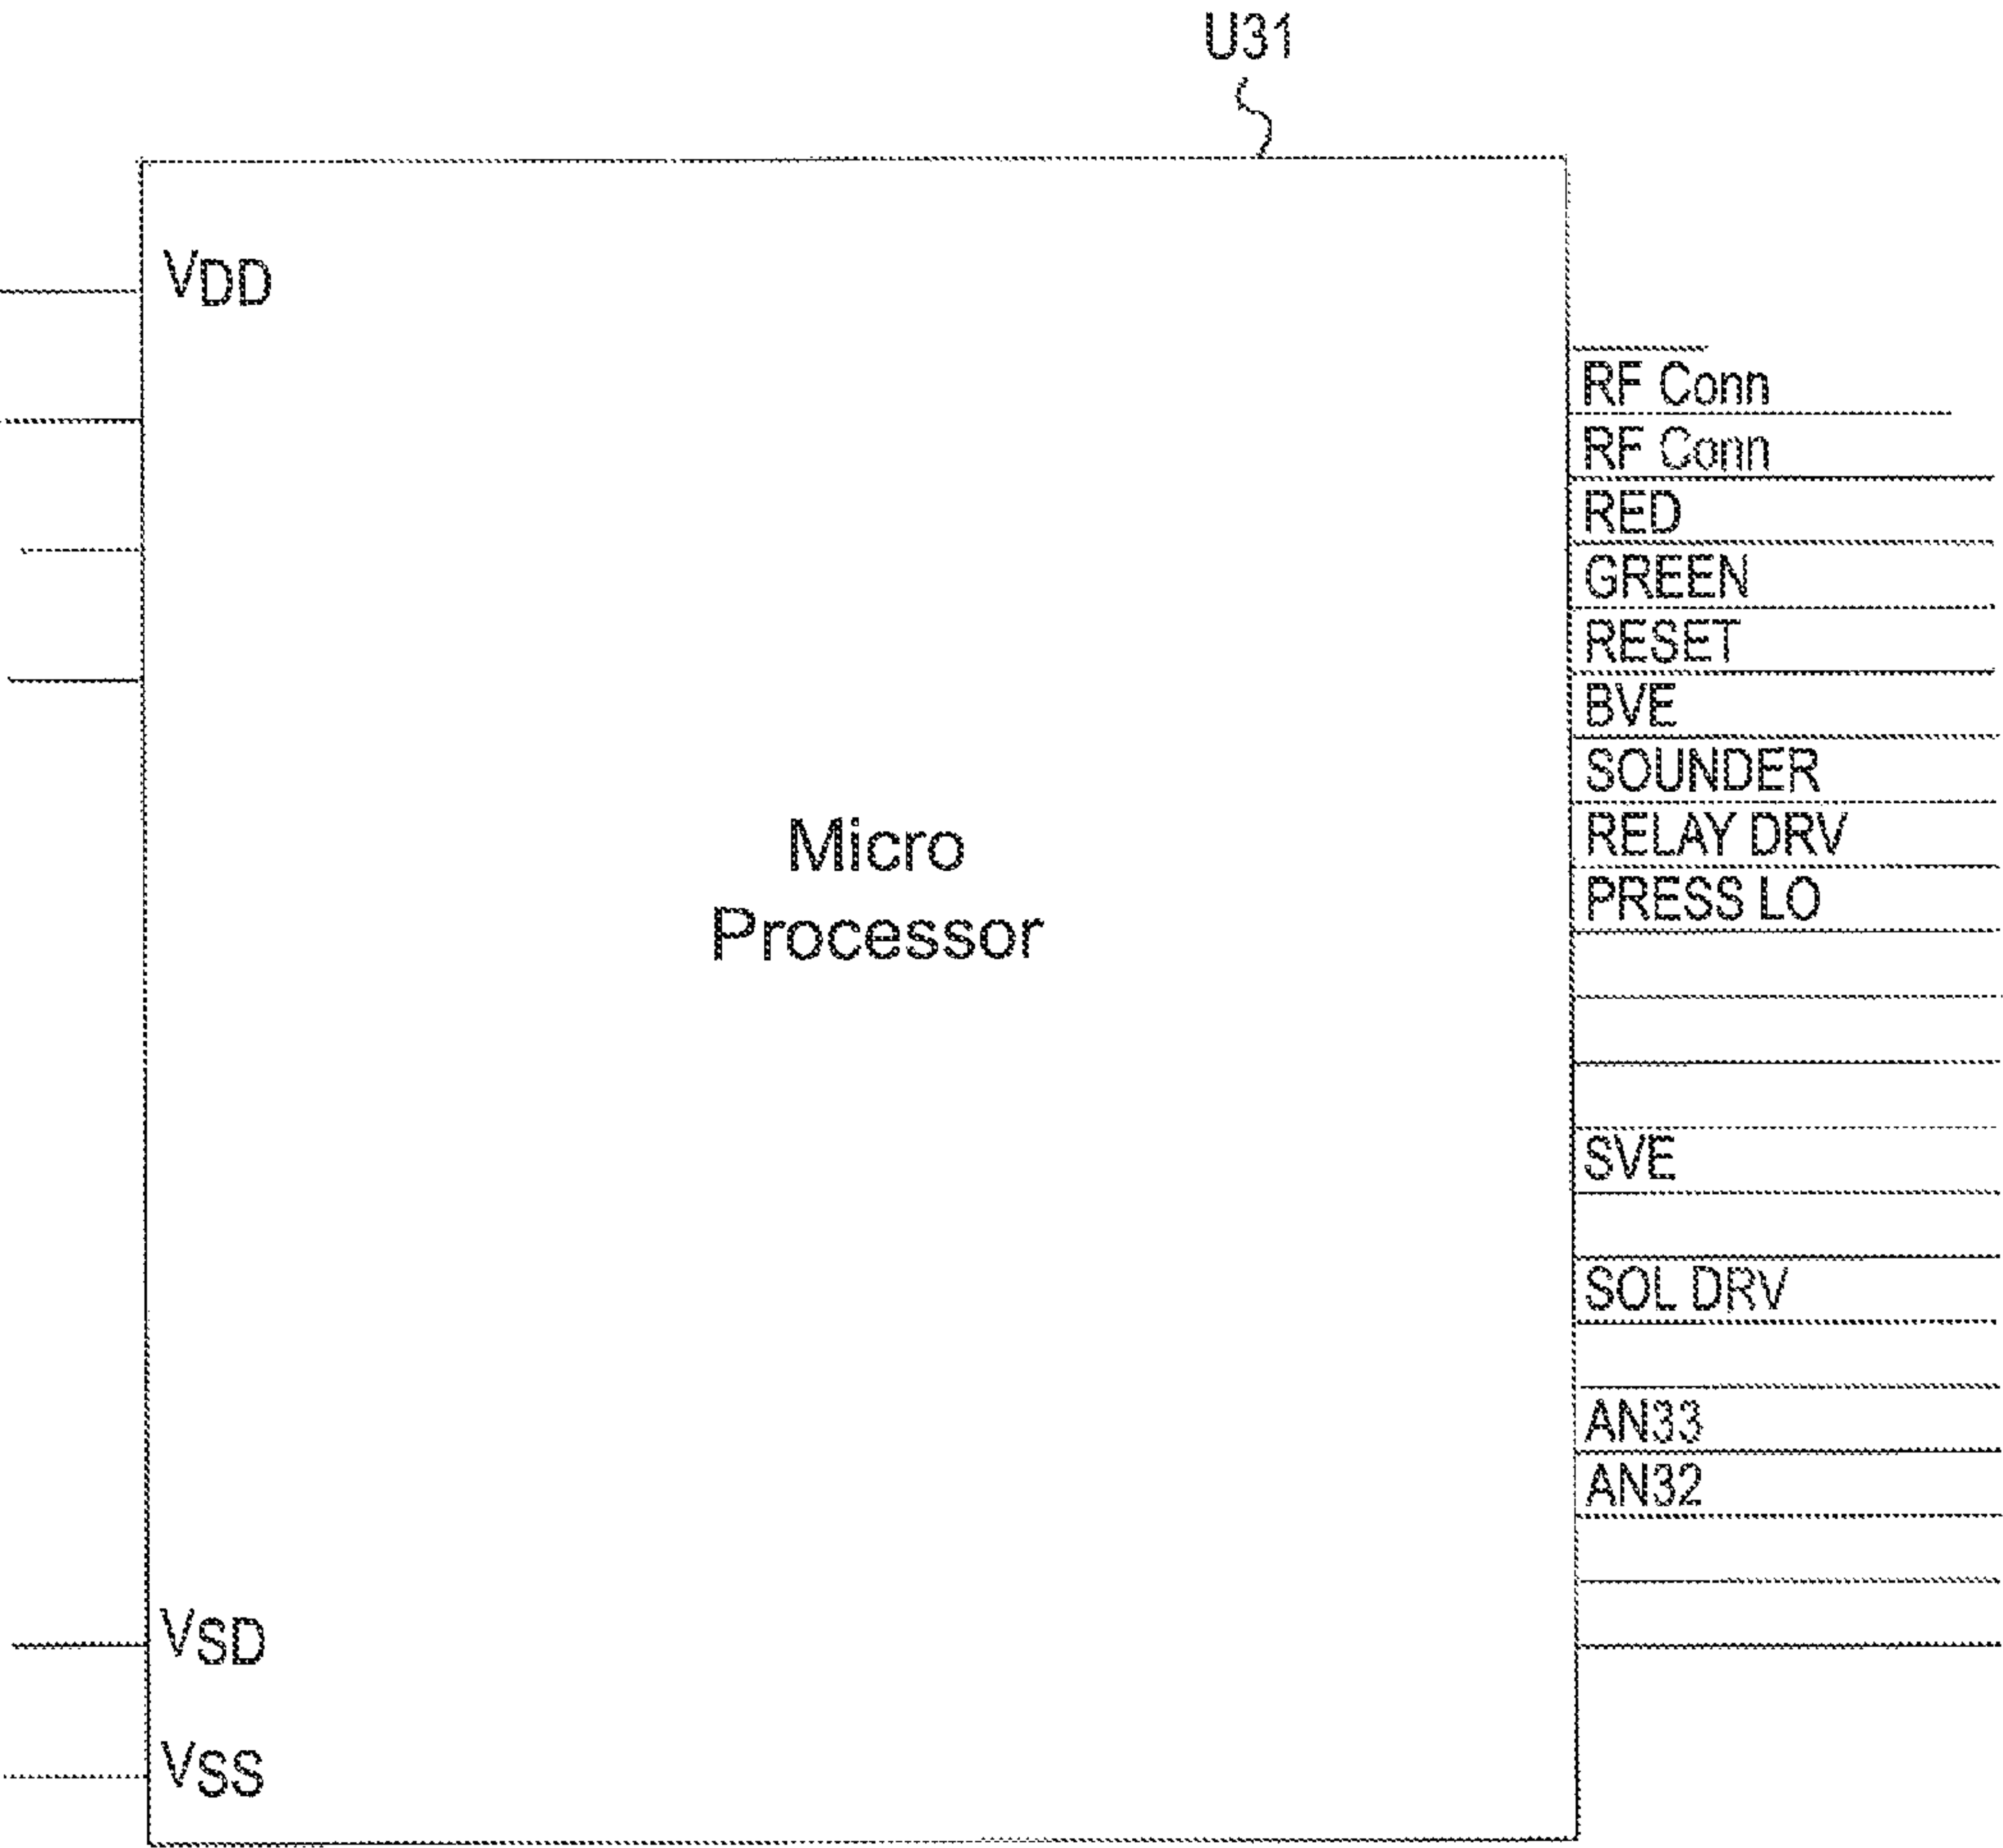 U31
VDD
RF Conn
RF Conn
RED
GREEN
RESET
BVE
SOUNDER
RELAY DRV
PRESS LO
Micro
Processor
SVE
SOL DRV
AN33
AN32
VSD
VSS